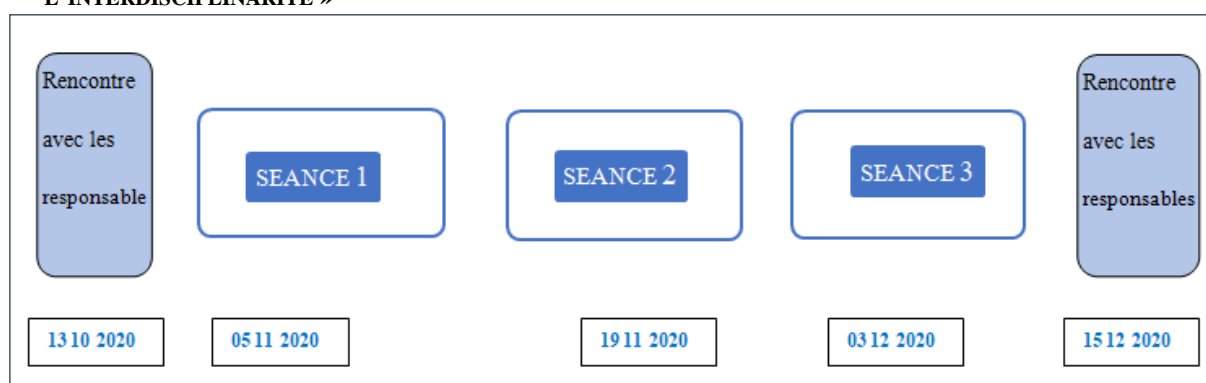 L'INTERDISCIPLINARITÉ »
Rencontre
avec les
responsable
SEANCE 1
SEANCE 2
SEANCE 3
Rencontre
avec les
responsables
13 10 2020
05 11 2020
19 11 2020
03 12 2020
15 12 2020